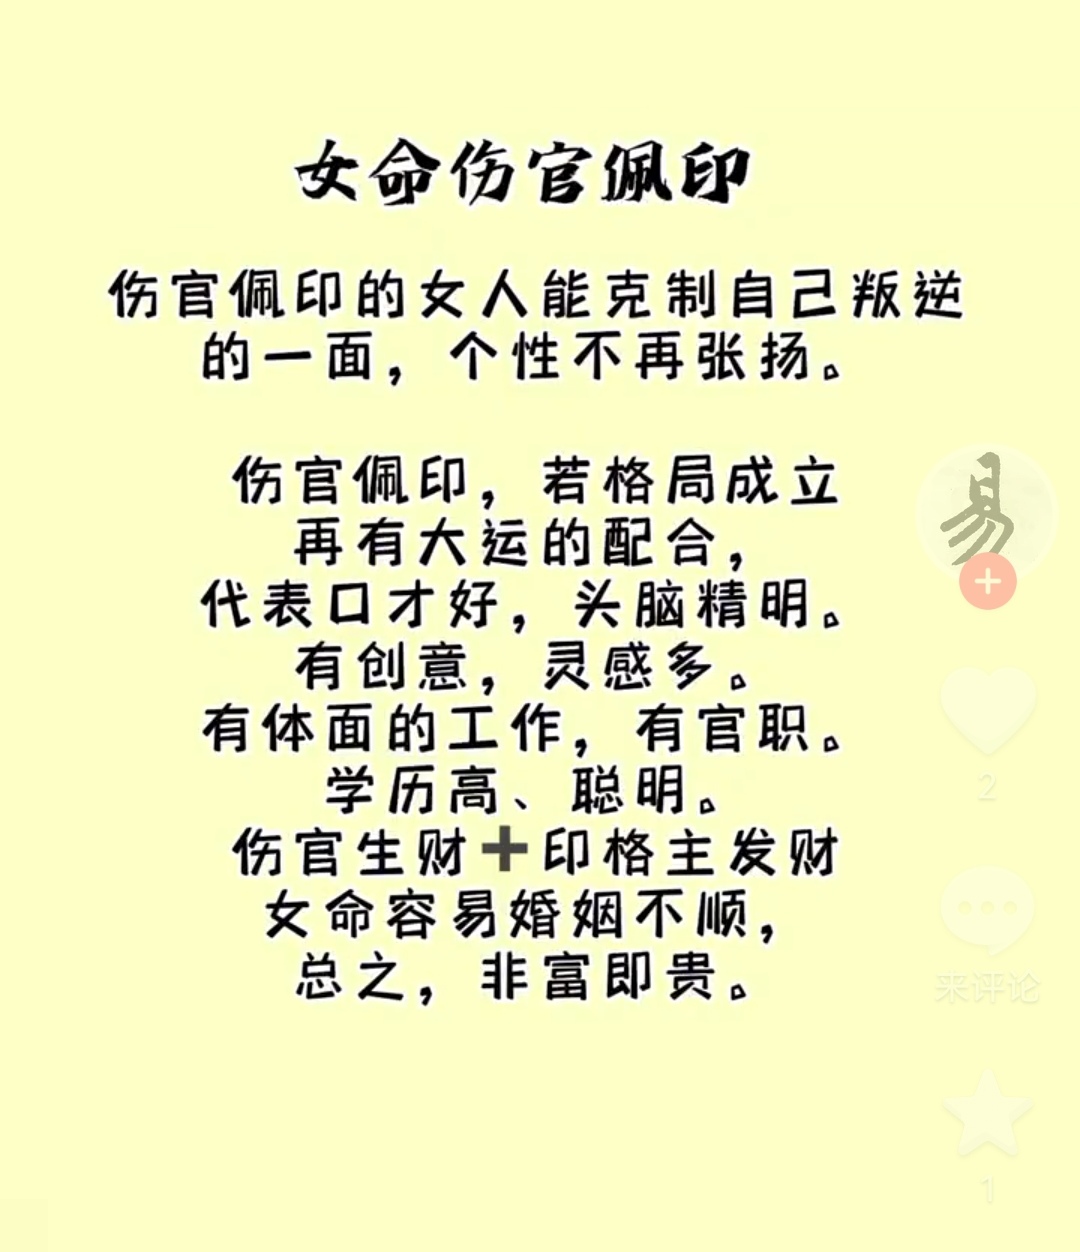 女命伤官佩印
伤官佩印的女人能克制自己叛逆
的一面，个性不再张扬。
伤官佩印，若格局成立
再有大运的配合，
代表口才好，头脑精明。
有创意，灵感多。
有体面的工作，有官职。
学历高、聪明。
伤官生财➕印格主发财
女命容易婚姻不顺，
总之，非富即贵。
易
2
来评论
1